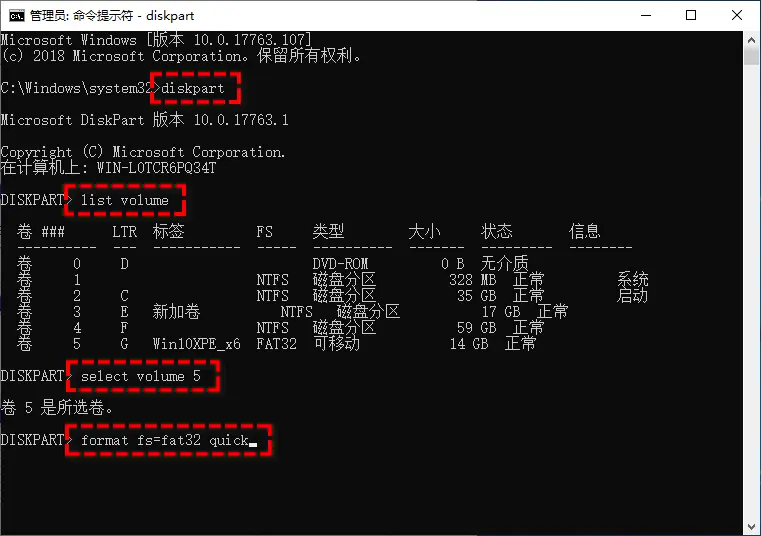 管理员: 命令提示符 - diskpart
Microsoft Windows [版本 10.0.17763.107]
(c) 2018 Microsoft Corporation。保留所有权利。
C:\Windows\system32>diskpart
Microsoft DiskPart 版本 10.0.17763.1
Copyright (C) Microsoft Corporation.
在计算机上: WIN-L0TCR6PQ34T
DISKPART> list volume
卷 ### LTR 标签 FS 类型 大小 状态 信息
---------- --- ----------- ----- ---------- ------- --------- --------
卷 0 D DVD-ROM 0 B 无介质
卷 1 NTFS 磁盘分区 328 MB 正常 系统
卷 2 C NTFS 磁盘分区 35 GB 正常 启动
卷 3 E 新加卷 NTFS 磁盘分区 17 GB 正常
卷 4 F NTFS 磁盘分区 59 GB 正常
卷 5 G Win10XPE_x6 FAT32 可移动 14 GB 正常
DISKPART> select volume 5
卷 5 是所选卷。
DISKPART> format fs=fat32 quick